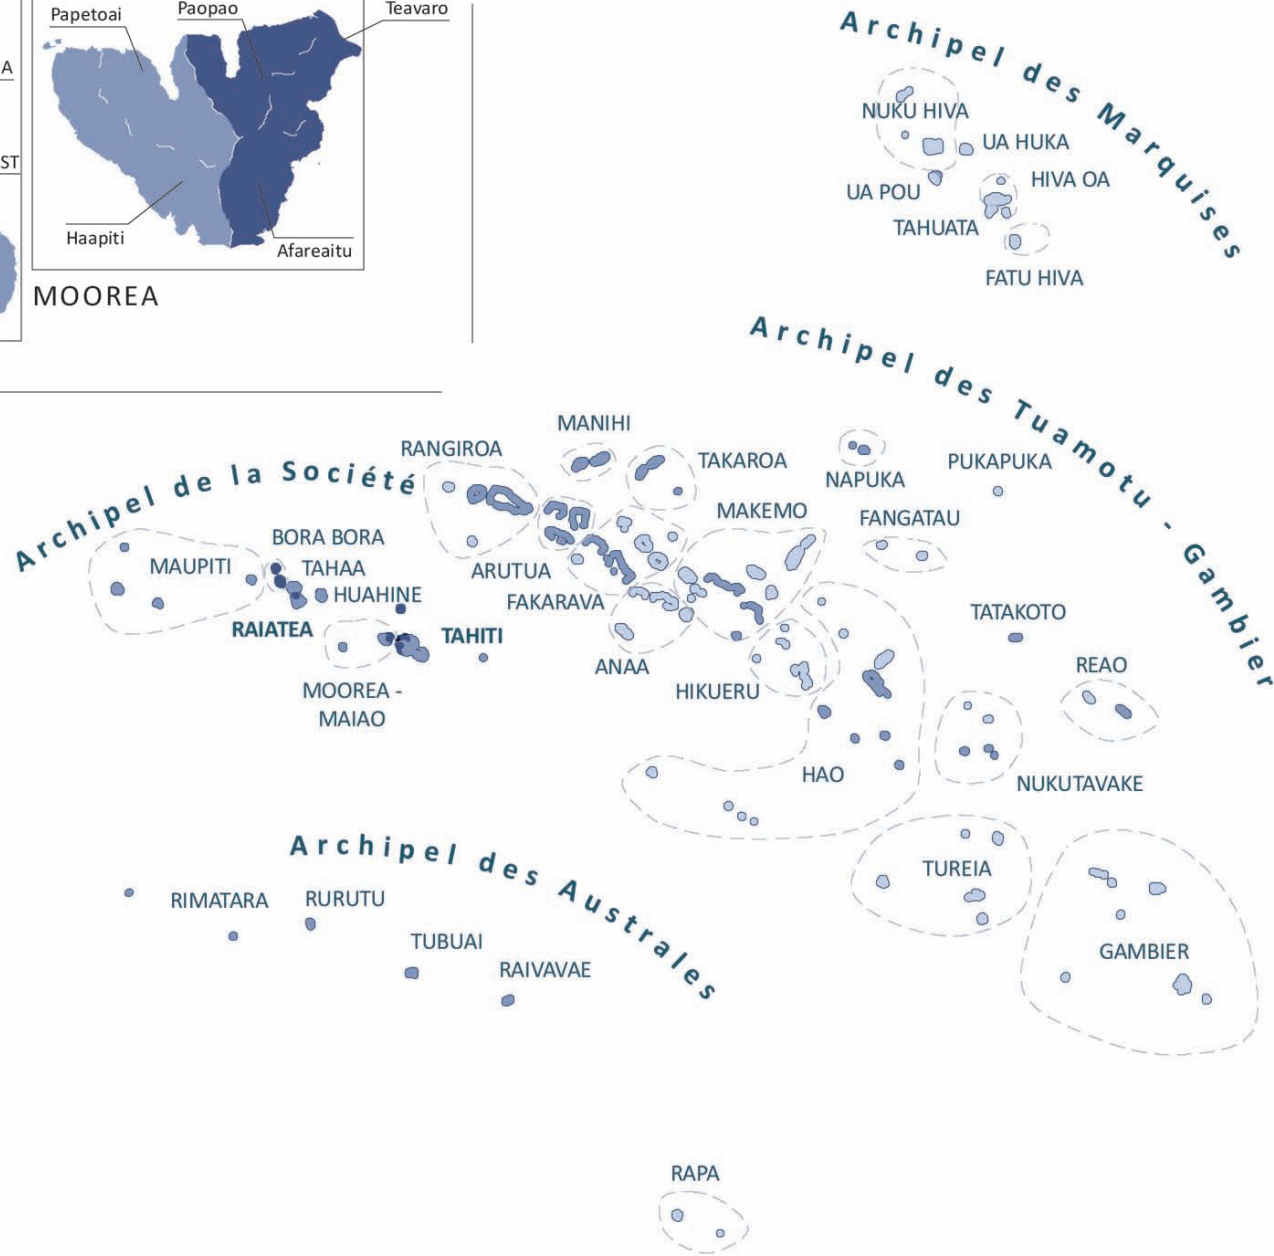 Papetoai
Paopao
Teavaro
A
ST
Haapiti
Afareaitu
MOOREA
Archipel des Marquises
NUKU HIVA
UA HUKA
UA POU
HIVA OA
TAHUATA
FATU HIVA
Archipel des Tuamotu - Gambier
MANIHI
RANGIROA
TAKAROA
NAPUKA
PUKAPUKA
MAKEMO
FANGATAU
Archipel de la Société
BORA BORA
MAUPITI
TAHAA
HUAHINE
ARUTUA
FAKARAVA
RAIATEA
TAHITI
ANAA
TATAKOTO
REAO
HIKUERU
MOOREA -
MAIAO
HAO
NUKUTAVAKE
Archipel des Australes
TUREIA
RIMATARA
RURUTU
TUBUAI
RAIVAVAE
GAMBIER
RAPA